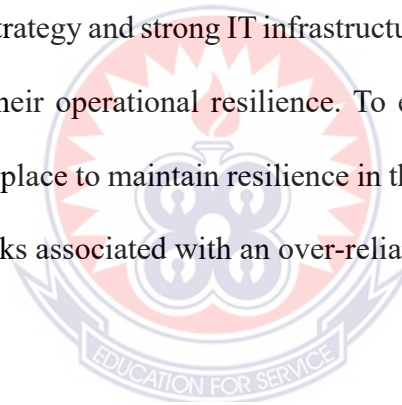 trategy and strong IT infrastructu
heir operational resilience. To e
place to maintain resilience in th
ks associated with an over-relia
EDUCATION FOR SERVICE